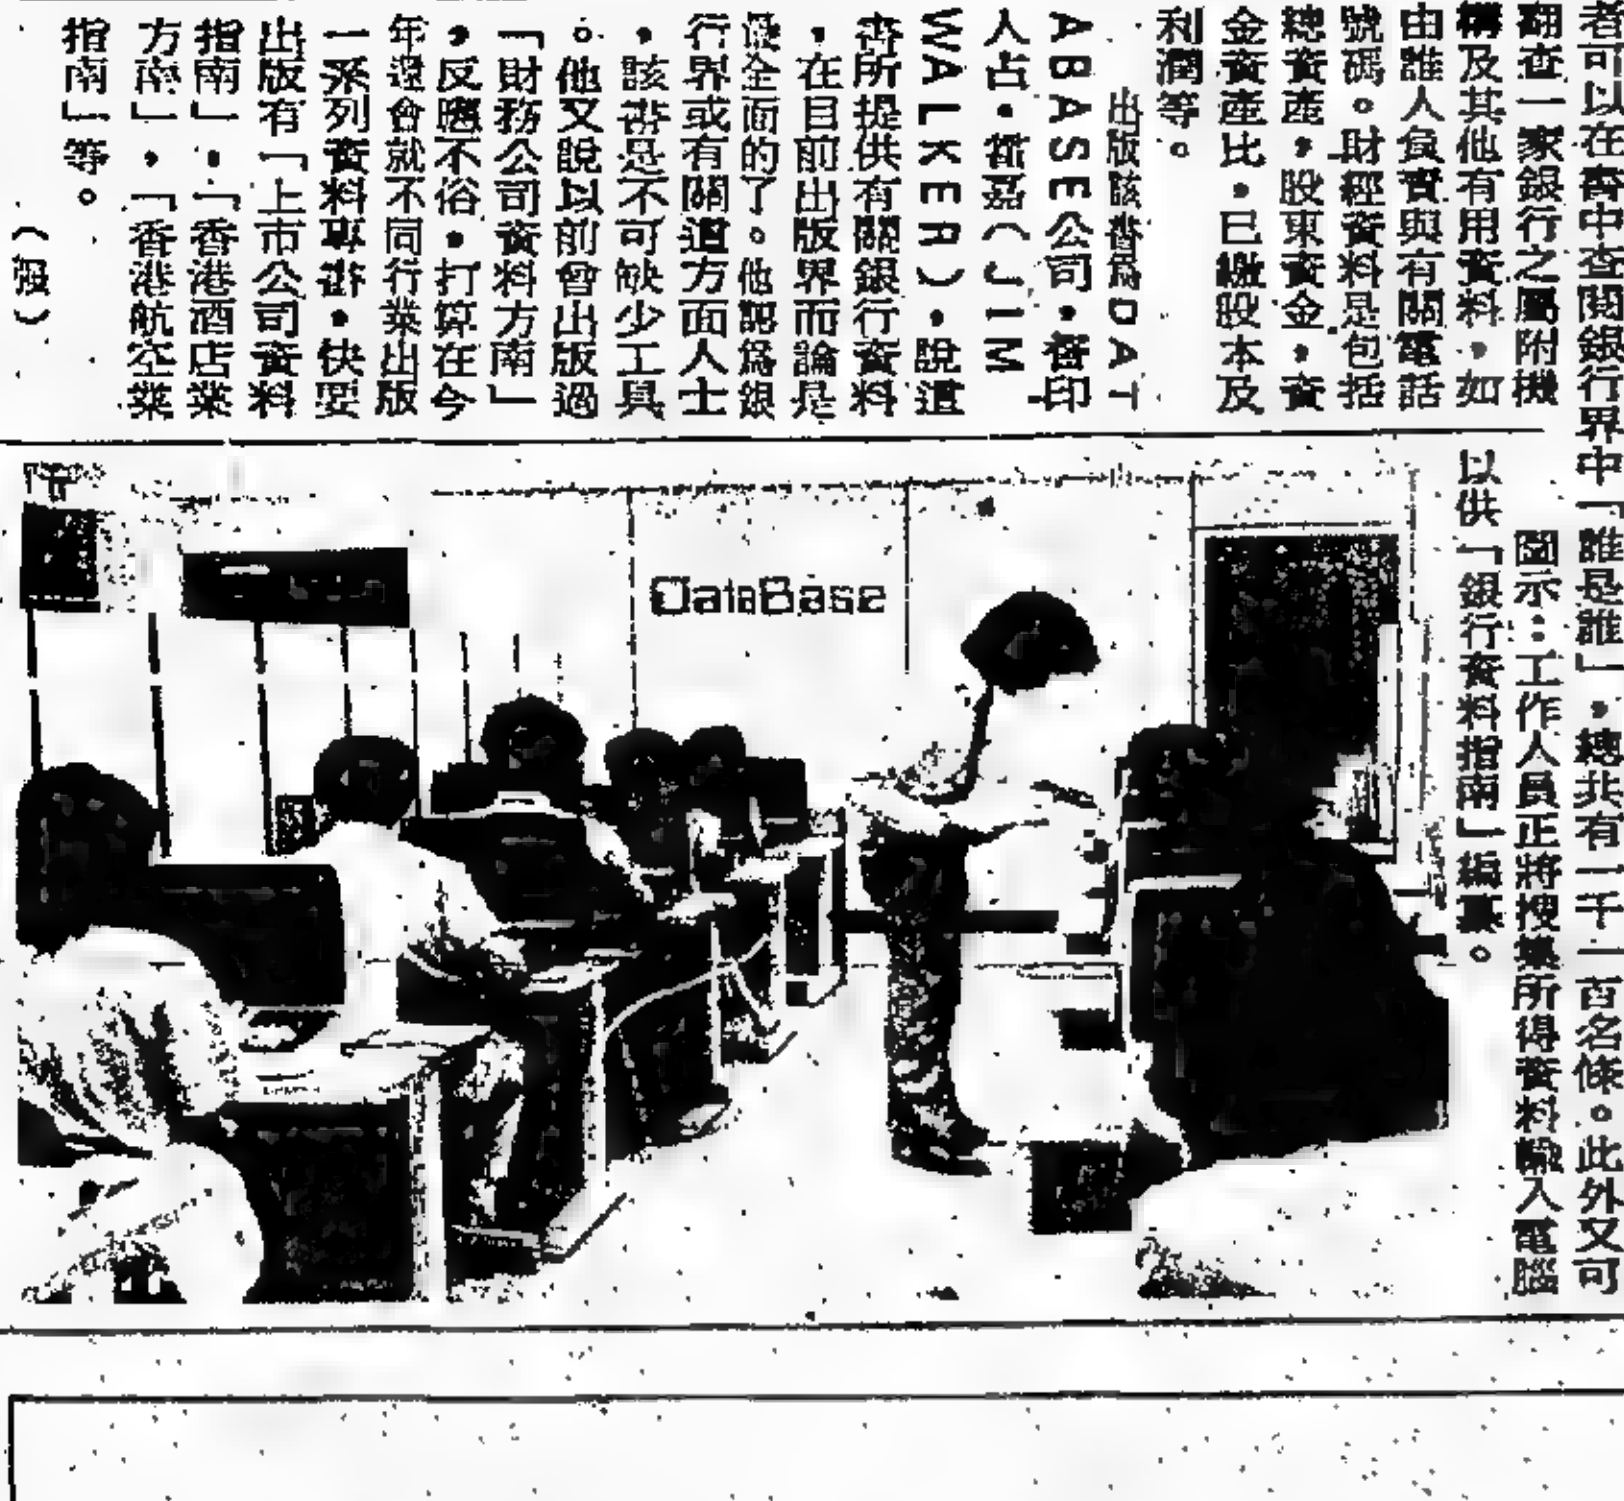 者可以在書中查閱銀行界中「誰是誰」，總共有一千一百名條。此外又可
翻查一家銀行之屬附機
構及其他有用資料，如
由誰人負責與有關電話
號碼。財經資料是包括
總資產，股東資金，資
金資產比，已繳股本及
利潤等。
出版該書爲DAT
ABASE公司，督印
人占·獲嘉（JIM
WALKER），說這
書所提供有關銀行資料
，在目前出版界而論是
最全面的了。他認爲銀
行界或有關這方面人士
，該書是不可缺少工具
。他又說以前曾出版過
「財務公司資料方南」
，反應不俗，打算在今
年還會就不同行業出版
一系列資料專書，快要
出版有「上市公司資料
指南」，「香港酒店業
方南」，「香港航空業
指南」等。
圖示：工作人員正將搜集所得資料輸入電腦
以供「銀行資料指南」編纂。
DataBase